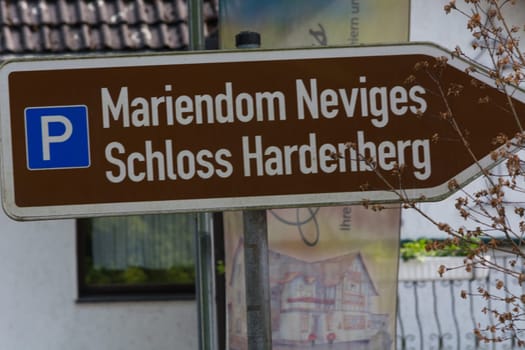 P
Mariendom Neviges
Schloss Hardenberg